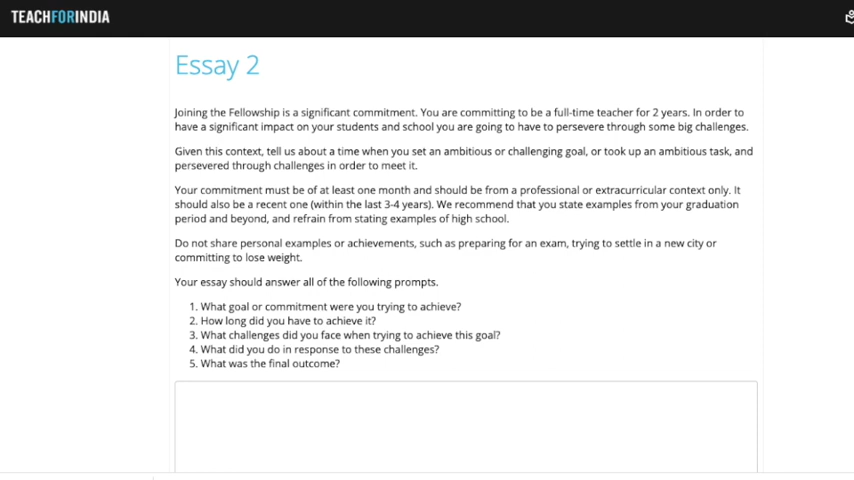 TEACHFORINDIA
Essay 2
Joining the Fellowship is a significant commitment. You are committing to be a full-time teacher for 2 years. In order to
have a significant impact on your students and school you are going to have to persevere through some big challenges.
Given this context, tell us about a time when you set an ambitious or challenging goal, or took up an ambitious task, and
persevered through challenges in order to meet it.
Your commitment must be of at least one month and should be from a professional or extracurricular context only. It
should also be a recent one (within the last 3-4 years). We recommend that you state examples from your graduation
period and beyond, and refrain from stating examples of high school.
Do not share personal examples or achievements, such as preparing for an exam, trying to settle in a new city or
committing to lose weight.
Your essay should answer all of the following prompts.
1. What goal or commitment were you trying to achieve?
2. How long did you have to achieve it?
3. What challenges did you face when trying to achieve this goal?
4. What did you do in response to these challenges?
5. What was the final outcome?